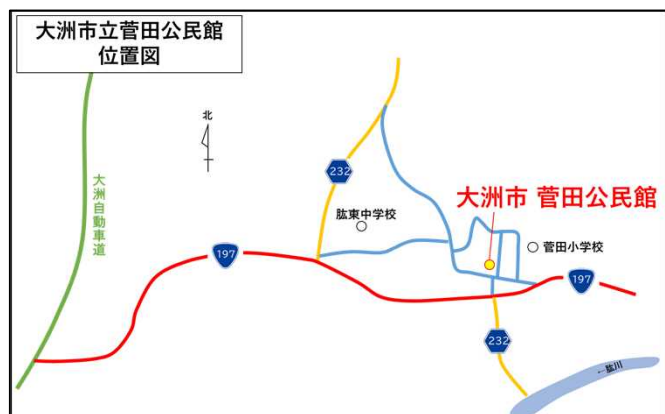 大洲市立菅田公民館
位置図
北
232
大洲自動車道
肱東中学校
大洲市 菅田公民館
菅田小学校
197
197
232
←肱川